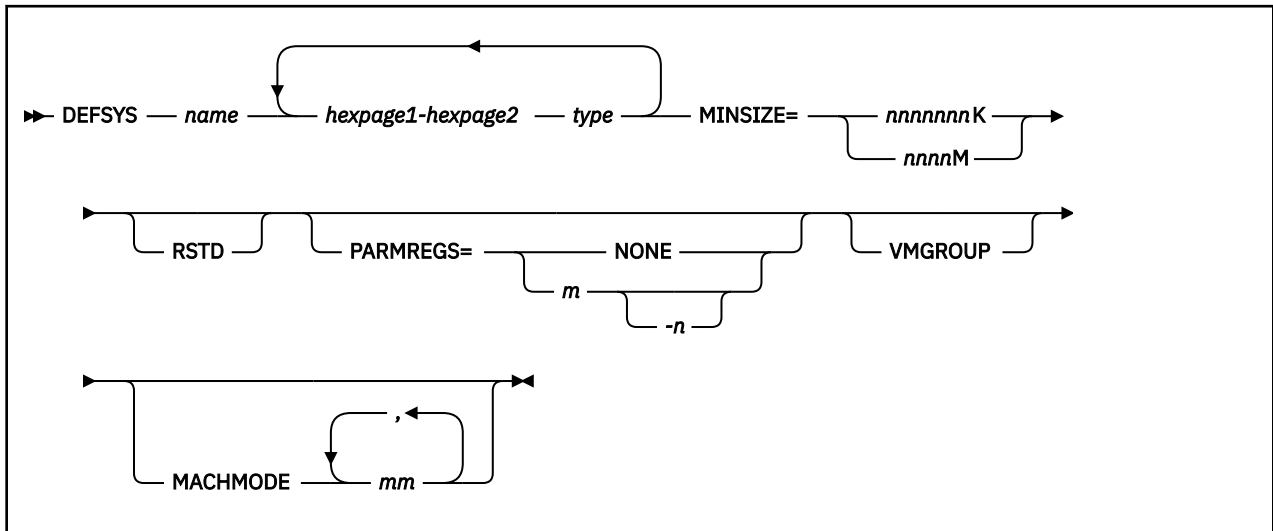 DEFSYS name hexpage1-hexpage2 type MINSIZE= nnnnnnnK
nnnnM
RSTD PARMREGS= NONE VMGROUP
m
-n
,
MACHMODE mm